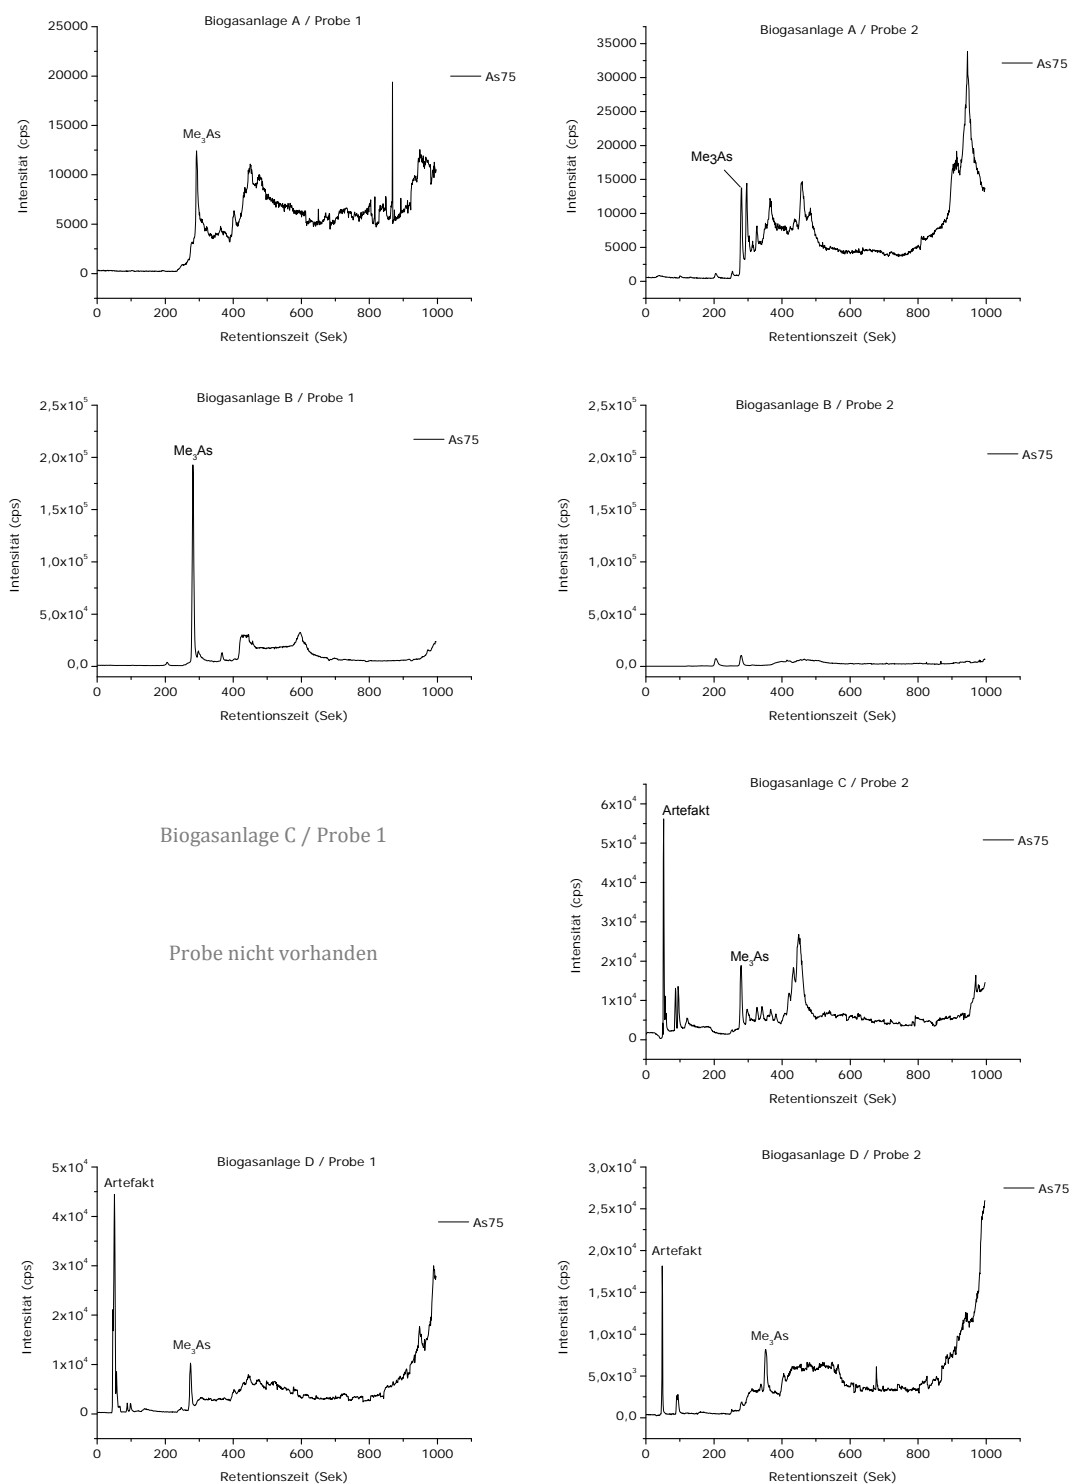 Biogasanlage A / Probe 1
25000
20000
15000
10000
5000
0
Intensität (cps)
As75
Me3As
0 200 400 600 800 1000
Retentionszeit (Sek)
Biogasanlage A / Probe 2
35000
30000
25000
20000
15000
10000
5000
0
Intensität (cps)
As75
Me3As
0 200 400 600 800 1000
Retentionszeit (Sek)
Biogasanlage B / Probe 1
2,5x10^5
2,0x10^5
1,5x10^5
1,0x10^5
5,0x10^4
0,0
Intensität (cps)
As75
Me3As
0 200 400 600 800 1000
Retentionszeit (Sek)
Biogasanlage B / Probe 2
2,5x10^5
2,0x10^5
1,5x10^5
1,0x10^5
5,0x10^4
0,0
Intensität (cps)
As75
0 200 400 600 800 1000
Retentionszeit (Sek)
Biogasanlage C / Probe 1
Probe nicht vorhanden
Biogasanlage C / Probe 2
6x10^4
5x10^4
4x10^4
3x10^4
2x10^4
1x10^4
0
Intensität (cps)
Artefakt
As75
Me3As
0 200 400 600 800 1000
Retentionszeit (Sek)
Biogasanlage D / Probe 1
5x10^4
4x10^4
3x10^4
2x10^4
1x10^4
0
Intensität (cps)
Artefakt
As75
Me3As
0 200 400 600 800 1000
Retentionszeit (Sek)
Biogasanlage D / Probe 2
3,0x10^4
2,5x10^4
2,0x10^4
1,5x10^4
1,0x10^4
5,0x10^3
0,0
Intensität (cps)
As75
Artefakt
Me3As
0 200 400 600 800 1000
Retentionszeit (Sek)